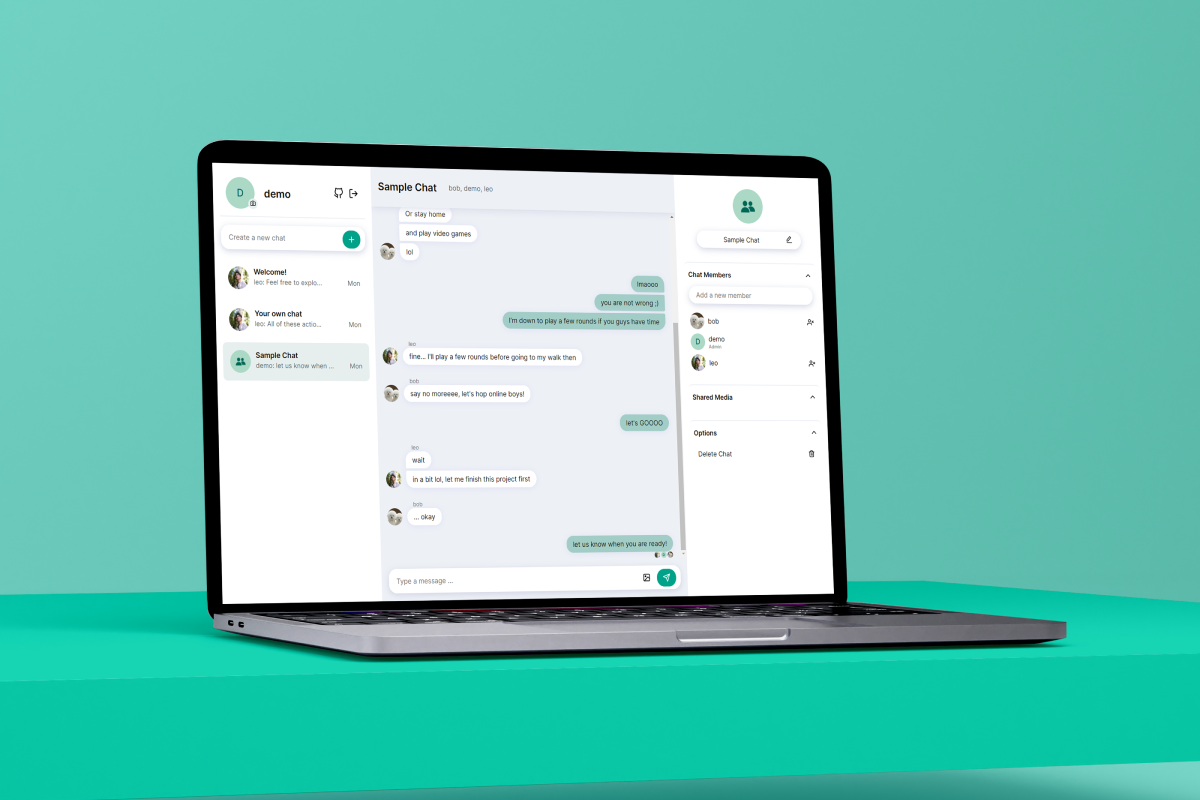 D
demo
Create a new chat
Welcome!
leo: Feel free to explo...
Mon
Your own chat
leo: All of these actio...
Mon
Sample Chat
demo: let us know when ...
Mon
Sample Chat
bob, demo, leo
Or stay home
and play video games
lol
lmaooo
you are not wrong ;)
I'm down to play a few rounds if you guys have time
leo
fine... I'll play a few rounds before going to my walk then
bob
say no moreeee, let's hop online boys!
let's GOOOO
leo
wait
in a bit lol, let me finish this project first
bob
... okay
let us know when you are ready!
Type a message ...
Sample Chat
Chat Members
Add a new member
bob
D
demo
Admin
leo
Shared Media
Options
Delete Chat